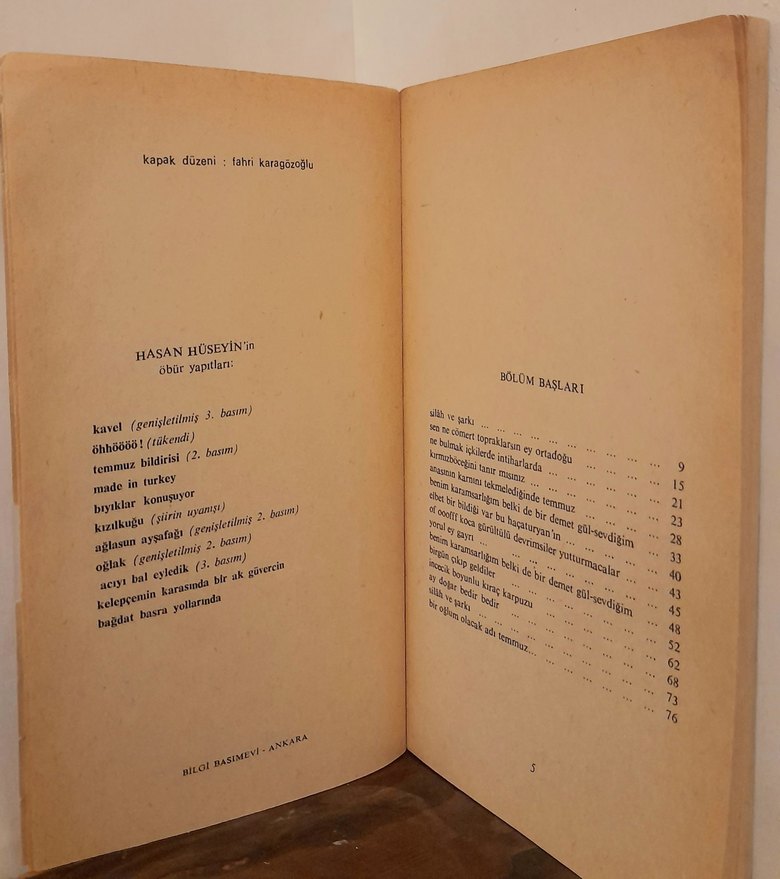 kapak düzeni : fahri karagözoğlu
HASAN HÜSEYİN'in
öbür yapıtları:
kavel (genişletilmiş 3. basım)
öhhöööö! (tükendi)
temmuz bildirisi (2. basım)
made in turkey
bıyıklar konuşuyor
kızılkuğu (şiirin uyanışı)
ağlasun ayşafağı (genişletilmiş 2. basım)
oğlak (genişletilmiş 2. basım)
acıyı bal eyledik (3. basım)
kelepçemin karasında bir ak güvercin
bağdat basra yollarında
BİLGİ BASIMEVİ - ANKARA
BÖLÜM BAŞLARI
silâh ve şarkı ... ... ... ... ... ... ... ... 9
sen ne cömert topraklarsın ey ortadoğu ... ... ... 15
ne bulmak içkilerde intiharlarda ... ... ... ... 21
kırmızböceğini tanır mısınız ... ... ... ... ... 23
anasının karnını tekmelediğinde temmuz ... ... ... 28
benim karamsarlığım belki de bir demet gül-sevdiğim 33
elbet bir bildiği var bu haçaturyan'ın ... ... ... ... 40
of ooofff koca gürültülü devrimsiler yutturmacalar ... 43
yorul ey gayrı ... ... ... ... ... ... ... ... 45
benim karamsarlığım belki de bir demet gül-sevdiğim 48
birgün çıkıp geldiler ... ... ... ... ... ... ... 52
incecik boyunlu kıraç karpuzu ... ... ... ... ... 62
ay doğar bedir bedir ... ... ... ... ... ... ... 68
silâh ve şarkı ... ... ... ... ... ... ... ... 73
bir oğlum olacak adı temmuz... ... ... ... ... ... 76
5